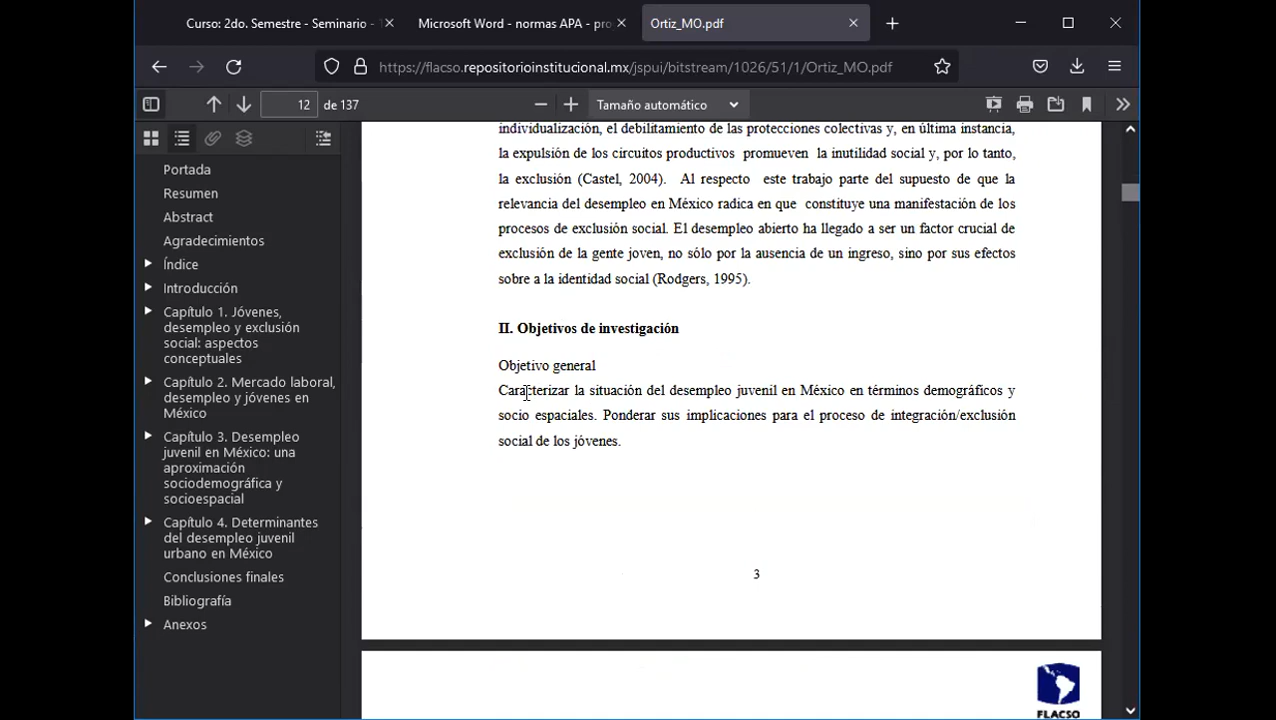 Curso: 2do. Semestre - Seminario -
Microsoft Word - normas APA - pro
Ortiz_MO.pdf
https://flacso.repositorioinstitucional.mx/jspui/bitstream/1026/51/1/Ortiz_MO.pdf
12 de 137
Tamaño automático
Portada
Resumen
Abstract
Agradecimientos
Índice
Introducción
Capítulo 1. Jóvenes,
desempleo y exclusión
social: aspectos
conceptuales
Capítulo 2. Mercado laboral,
desempleo y jóvenes en
México
Capítulo 3. Desempleo
juvenil en México: una
aproximación
sociodemográfica y
socioespacial
Capítulo 4. Determinantes
del desempleo juvenil
urbano en México
Conclusiones finales
Bibliografía
Anexos
individualización, el debilitamiento de las protecciones colectivas y, en última instancia,
la expulsión de los circuitos productivos promueven la inutilidad social y, por lo tanto,
la exclusión (Castel, 2004). Al respecto este trabajo parte del supuesto de que la
relevancia del desempleo en México radica en que constituye una manifestación de los
procesos de exclusión social. El desempleo abierto ha llegado a ser un factor crucial de
exclusión de la gente joven, no sólo por la ausencia de un ingreso, sino por sus efectos
sobre a la identidad social (Rodgers, 1995).
II. Objetivos de investigación
Objetivo general
Caracterizar la situación del desempleo juvenil en México en términos demográficos y
socio espaciales. Ponderar sus implicaciones para el proceso de integración/exclusión
social de los jóvenes.
3
FLACSO